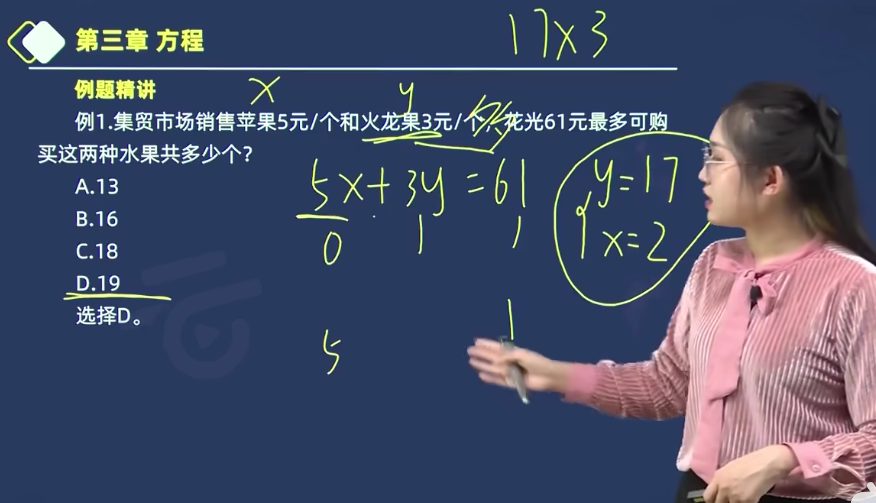 第三章 方程
17x3
例题精讲
x
y
例1.集贸市场销售苹果5元/个和火龙果3元/个,花光61元最多可购
买这两种水果共多少个?
A.13
5x+3y=61
y=17
B.16
0 1 1
x=2
C.18
D.19
选择D。
5 1